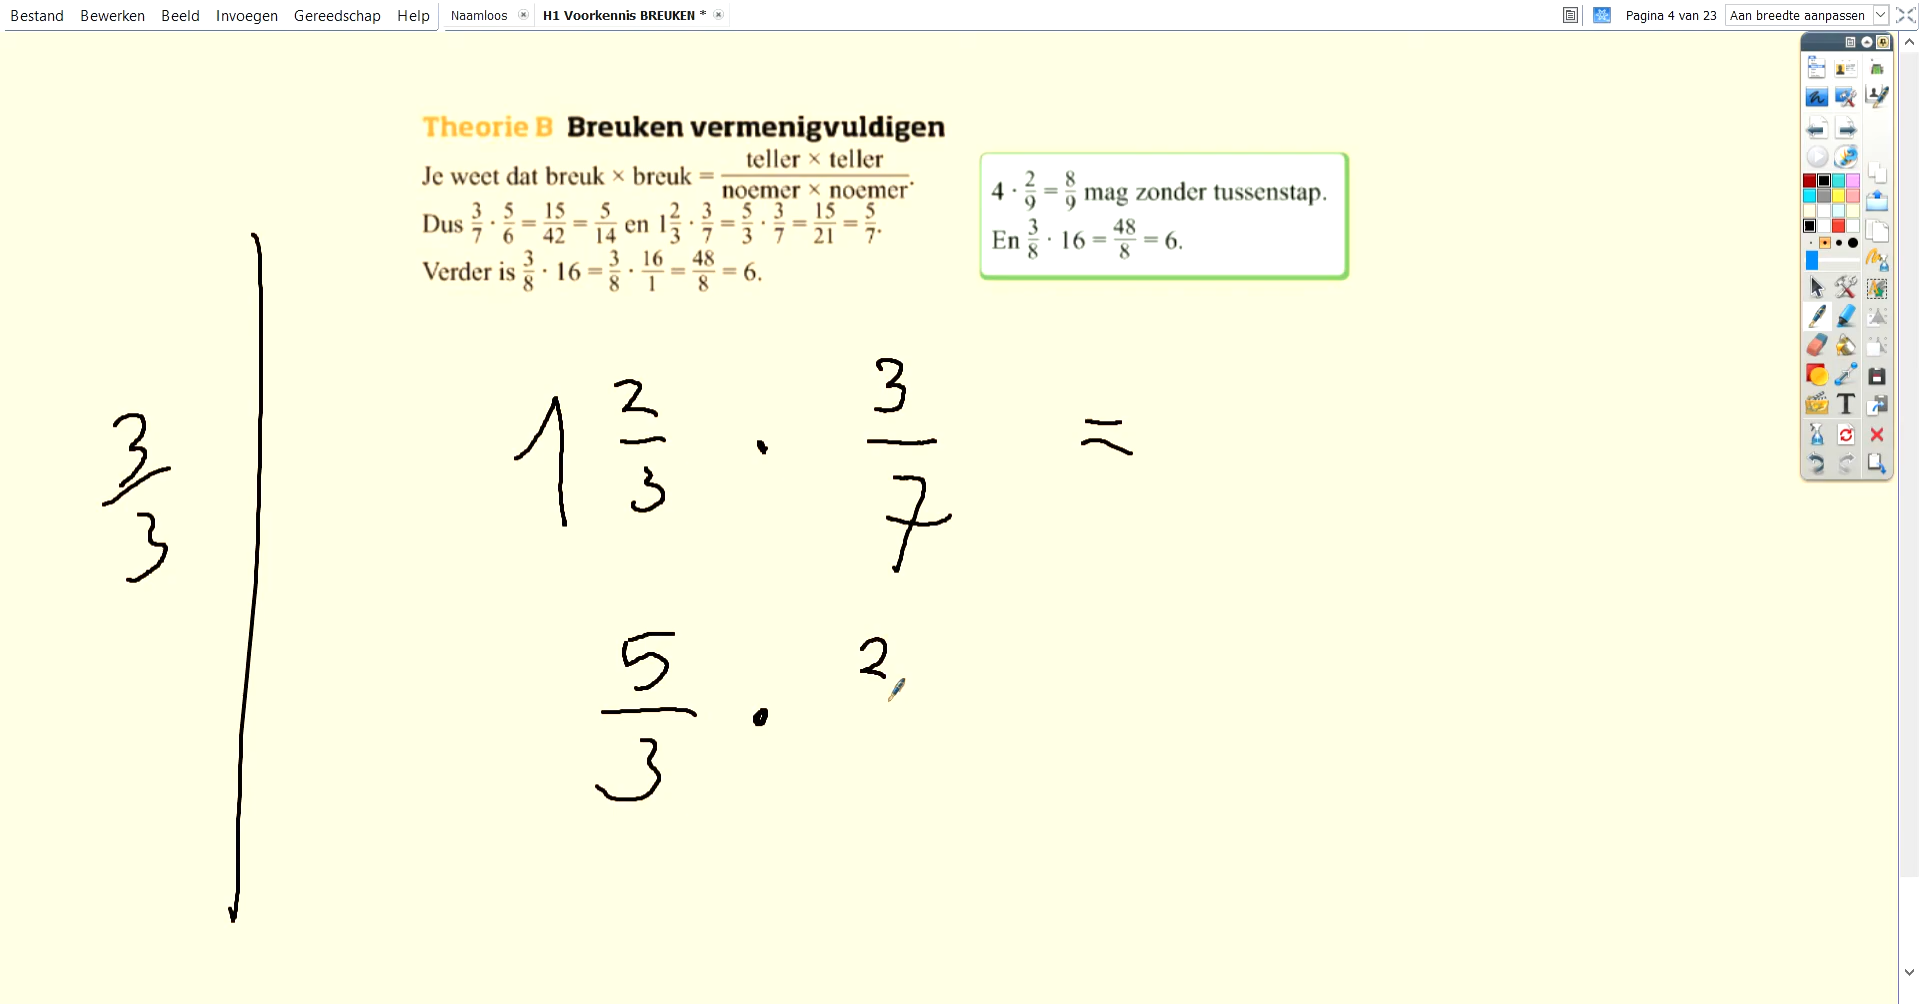 Bestand Bewerken Beeld Invoegen Gereedschap Help Naamloos H1 Voorkennis BREUKEN * Pagina 4 van 23 Aan breedte aanpassen
Theorie B Breuken vermenigvuldigen
Je weet dat breuk × breuk = teller × teller / noemer × noemer.
Dus 3/7 · 5/6 = 15/42 = 5/14 en 1 2/3 · 3/7 = 5/3 · 3/7 = 15/21 = 5/7.
Verder is 3/8 · 16 = 3/8 · 16/1 = 48/8 = 6.
4 · 2/9 = 8/9 mag zonder tussenstap.
En 3/8 · 16 = 48/8 = 6.
3/3
1 2/3 · 3/7 =
5/3 · 2